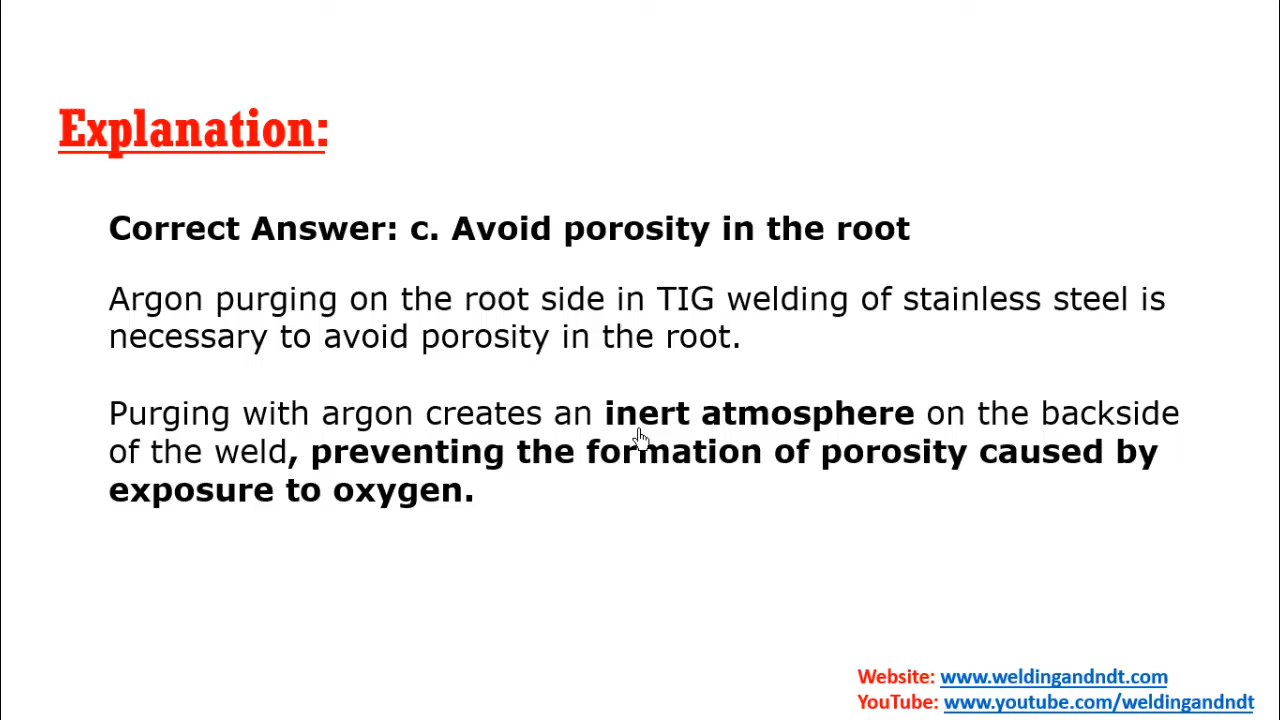 Explanation:
Correct Answer: c. Avoid porosity in the root
Argon purging on the root side in TIG welding of stainless steel is
necessary to avoid porosity in the root.
Purging with argon creates an inert atmosphere on the backside
of the weld, preventing the formation of porosity caused by
exposure to oxygen.
Website: www.weldingandndt.com
YouTube: www.youtube.com/weldingandndt